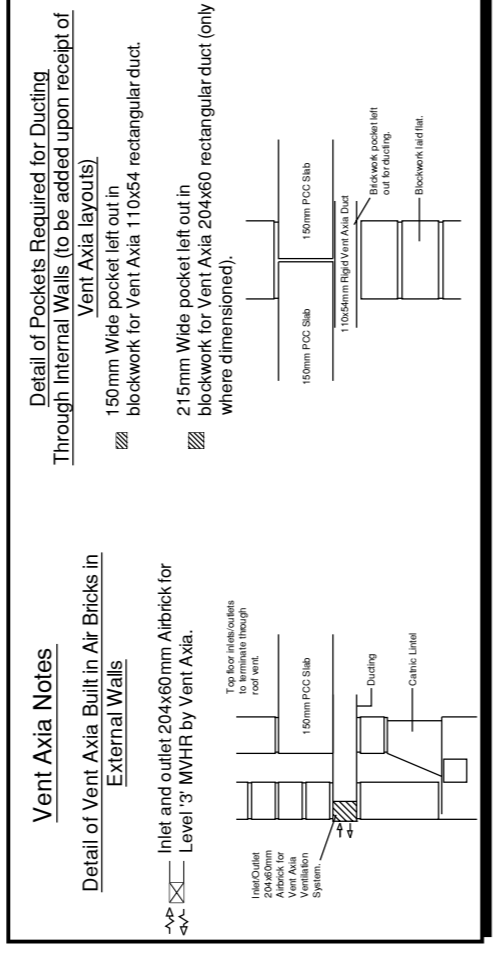 Vent Axia Notes
Detail of Vent Axia Built in Air Bricks in
External Walls
Inlet and outlet 204x60mm Airbrick for
Level '3' MVHR by Vent Axia.
Top floor inlets/outlets
to terminate through
roof vent.
150mm PCC Slab
Ducting
Catnic Lintel
Inlet/Outlet
204x60mm
Airbrick for
Vent Axia
Ventilation
System.
Detail of Pockets Required for Ducting
Through Internal Walls (to be added upon receipt of
Vent Axia layouts)
150mm Wide pocket left out in
blockwork for Vent Axia 110x54 rectangular duct.
215mm Wide pocket left out in
blockwork for Vent Axia 204x60 rectangular duct (only
where dimensioned).
150mm PCC Slab
150mm PCC Slab
110x54mm Rigid Vent Axia Duct
Brickwork pocket left
out for ducting.
Blockwork laid flat.